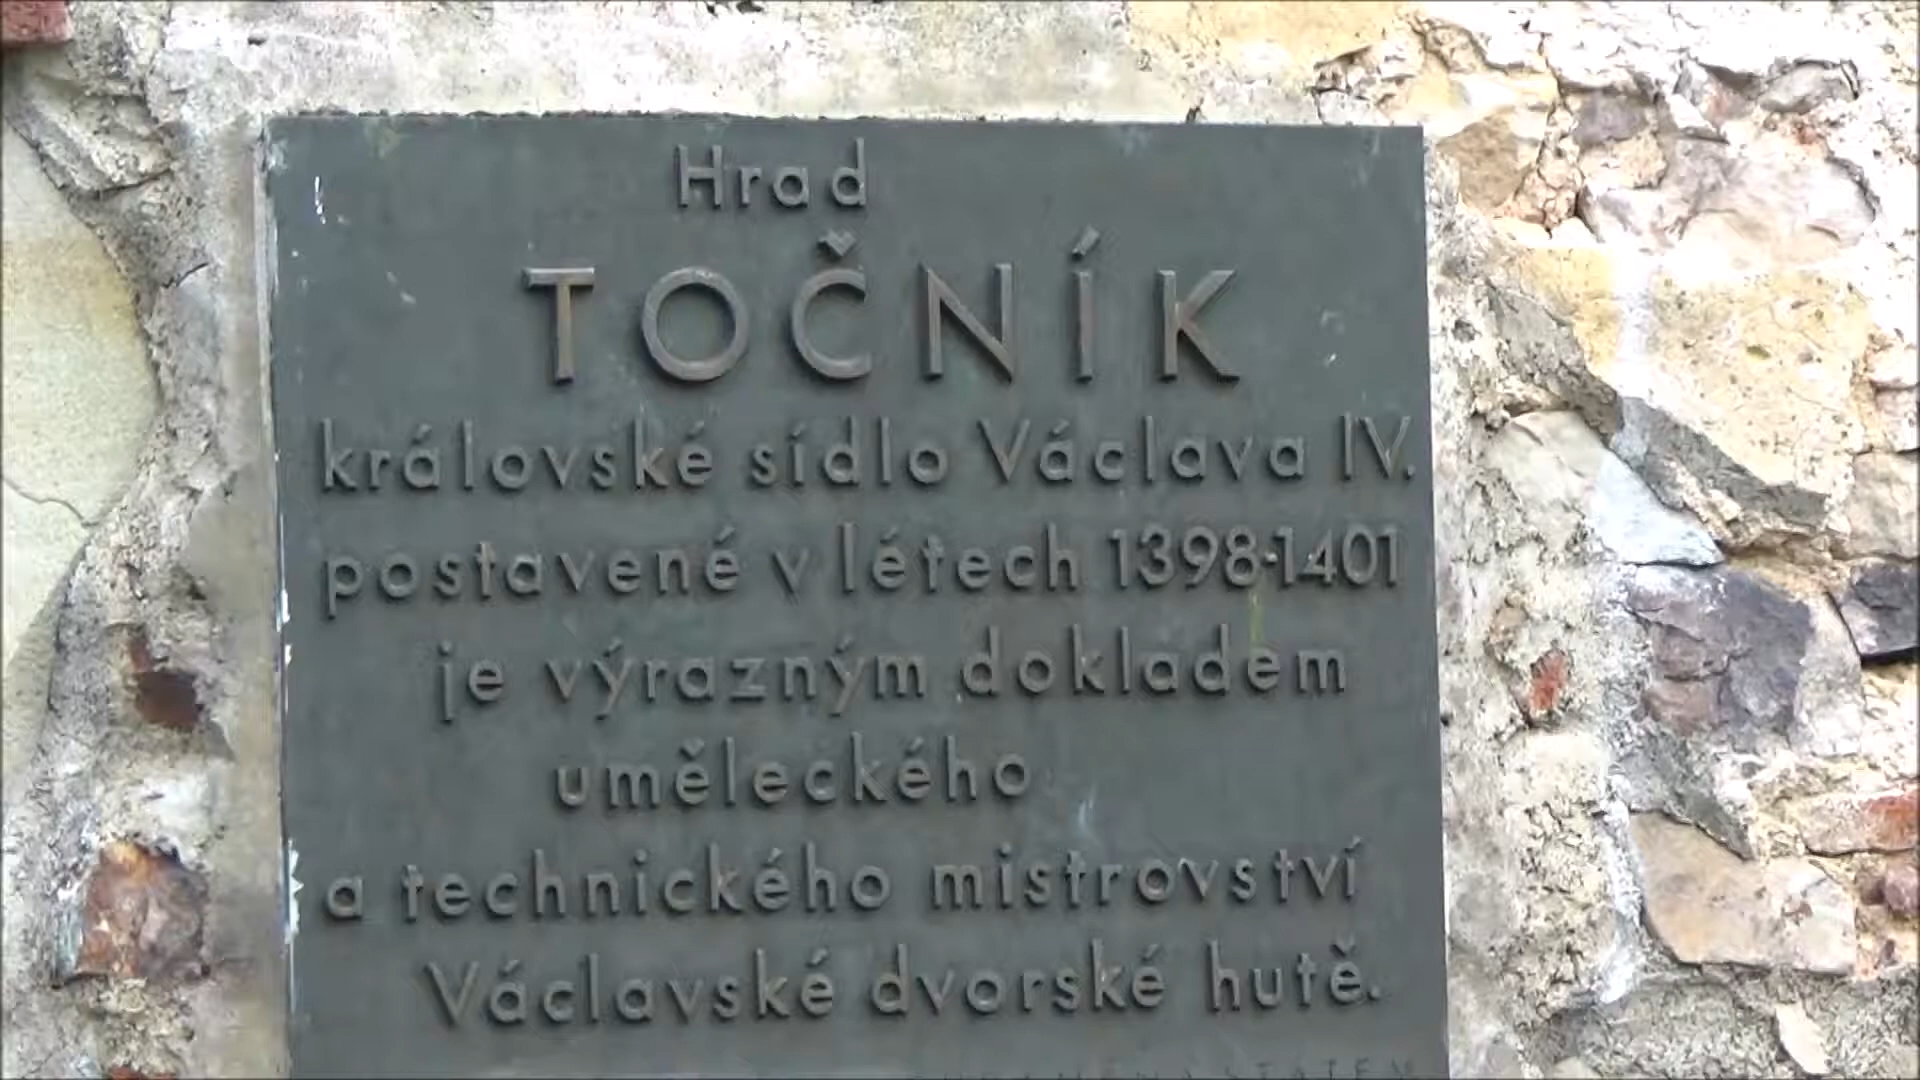 Hrad
TOČNÍK
královské sídlo Václava IV.
postavené v létech 1398-1401
je výrazným dokladem
uměleckého
a technického mistrovství
Václavské dvorské hutě.